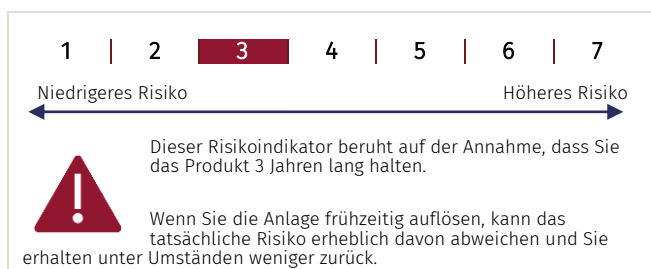 1 | 2 | 3 | 4 | 5 | 6 | 7
Niedrigeres Risiko Höheres Risiko
Dieser Risikoindikator beruht auf der Annahme, dass Sie
das Produkt 3 Jahren lang halten.
Wenn Sie die Anlage frühzeitig auflösen, kann das
tatsächliche Risiko erheblich davon abweichen und Sie
erhalten unter Umständen weniger zurück.